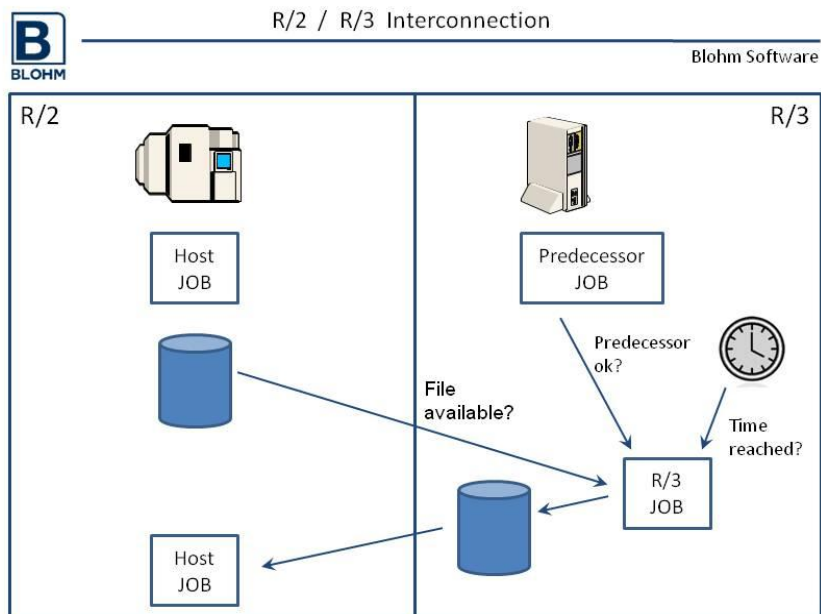 R/2 / R/3 Interconnection
B
BLOHM
Blohm Software
R/2
R/3
Host
JOB
Predecessor
JOB
Predecessor
ok?
File
available?
Time
reached?
R/3
JOB
Host
JOB